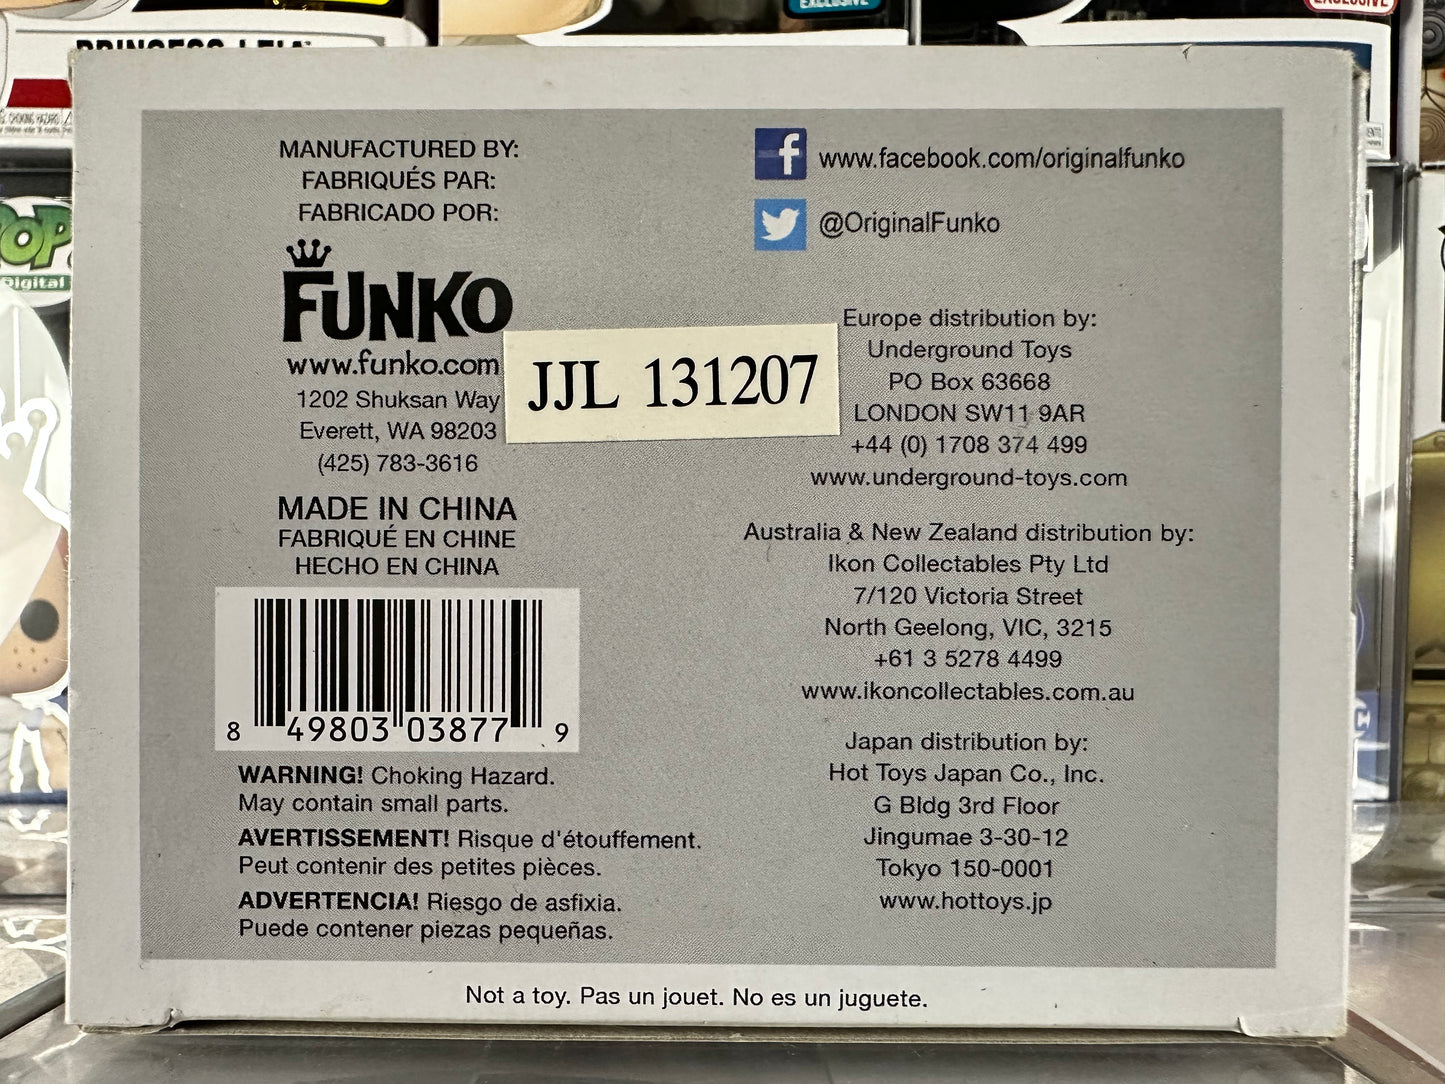 PRINCESS LEIA
EXCLUSIVE
POP
Digital
MANUFACTURED BY:
FABRIQUÉS PAR:
FABRICADO POR:
FUNKO
www.funko.com
1202 Shuksan Way
Everett, WA 98203
(425) 783-3616
JJL 131207
MADE IN CHINA
FABRIQUÉ EN CHINE
HECHO EN CHINA
8 49803 03877 9
WARNING! Choking Hazard.
May contain small parts.
AVERTISSEMENT! Risque d'étouffement.
Peut contenir des petites pièces.
ADVERTENCIA! Riesgo de asfixia.
Puede contener piezas pequeñas.
f www.facebook.com/originalfunko
@OriginalFunko
Europe distribution by:
Underground Toys
PO Box 63668
LONDON SW11 9AR
+44 (0) 1708 374 499
www.underground-toys.com
Australia & New Zealand distribution by:
Ikon Collectables Pty Ltd
7/120 Victoria Street
North Geelong, VIC, 3215
+61 3 5278 4499
www.ikoncollectables.com.au
Japan distribution by:
Hot Toys Japan Co., Inc.
G Bldg 3rd Floor
Jingumae 3-30-12
Tokyo 150-0001
www.hottoys.jp
Not a toy. Pas un jouet. No es un juguete.